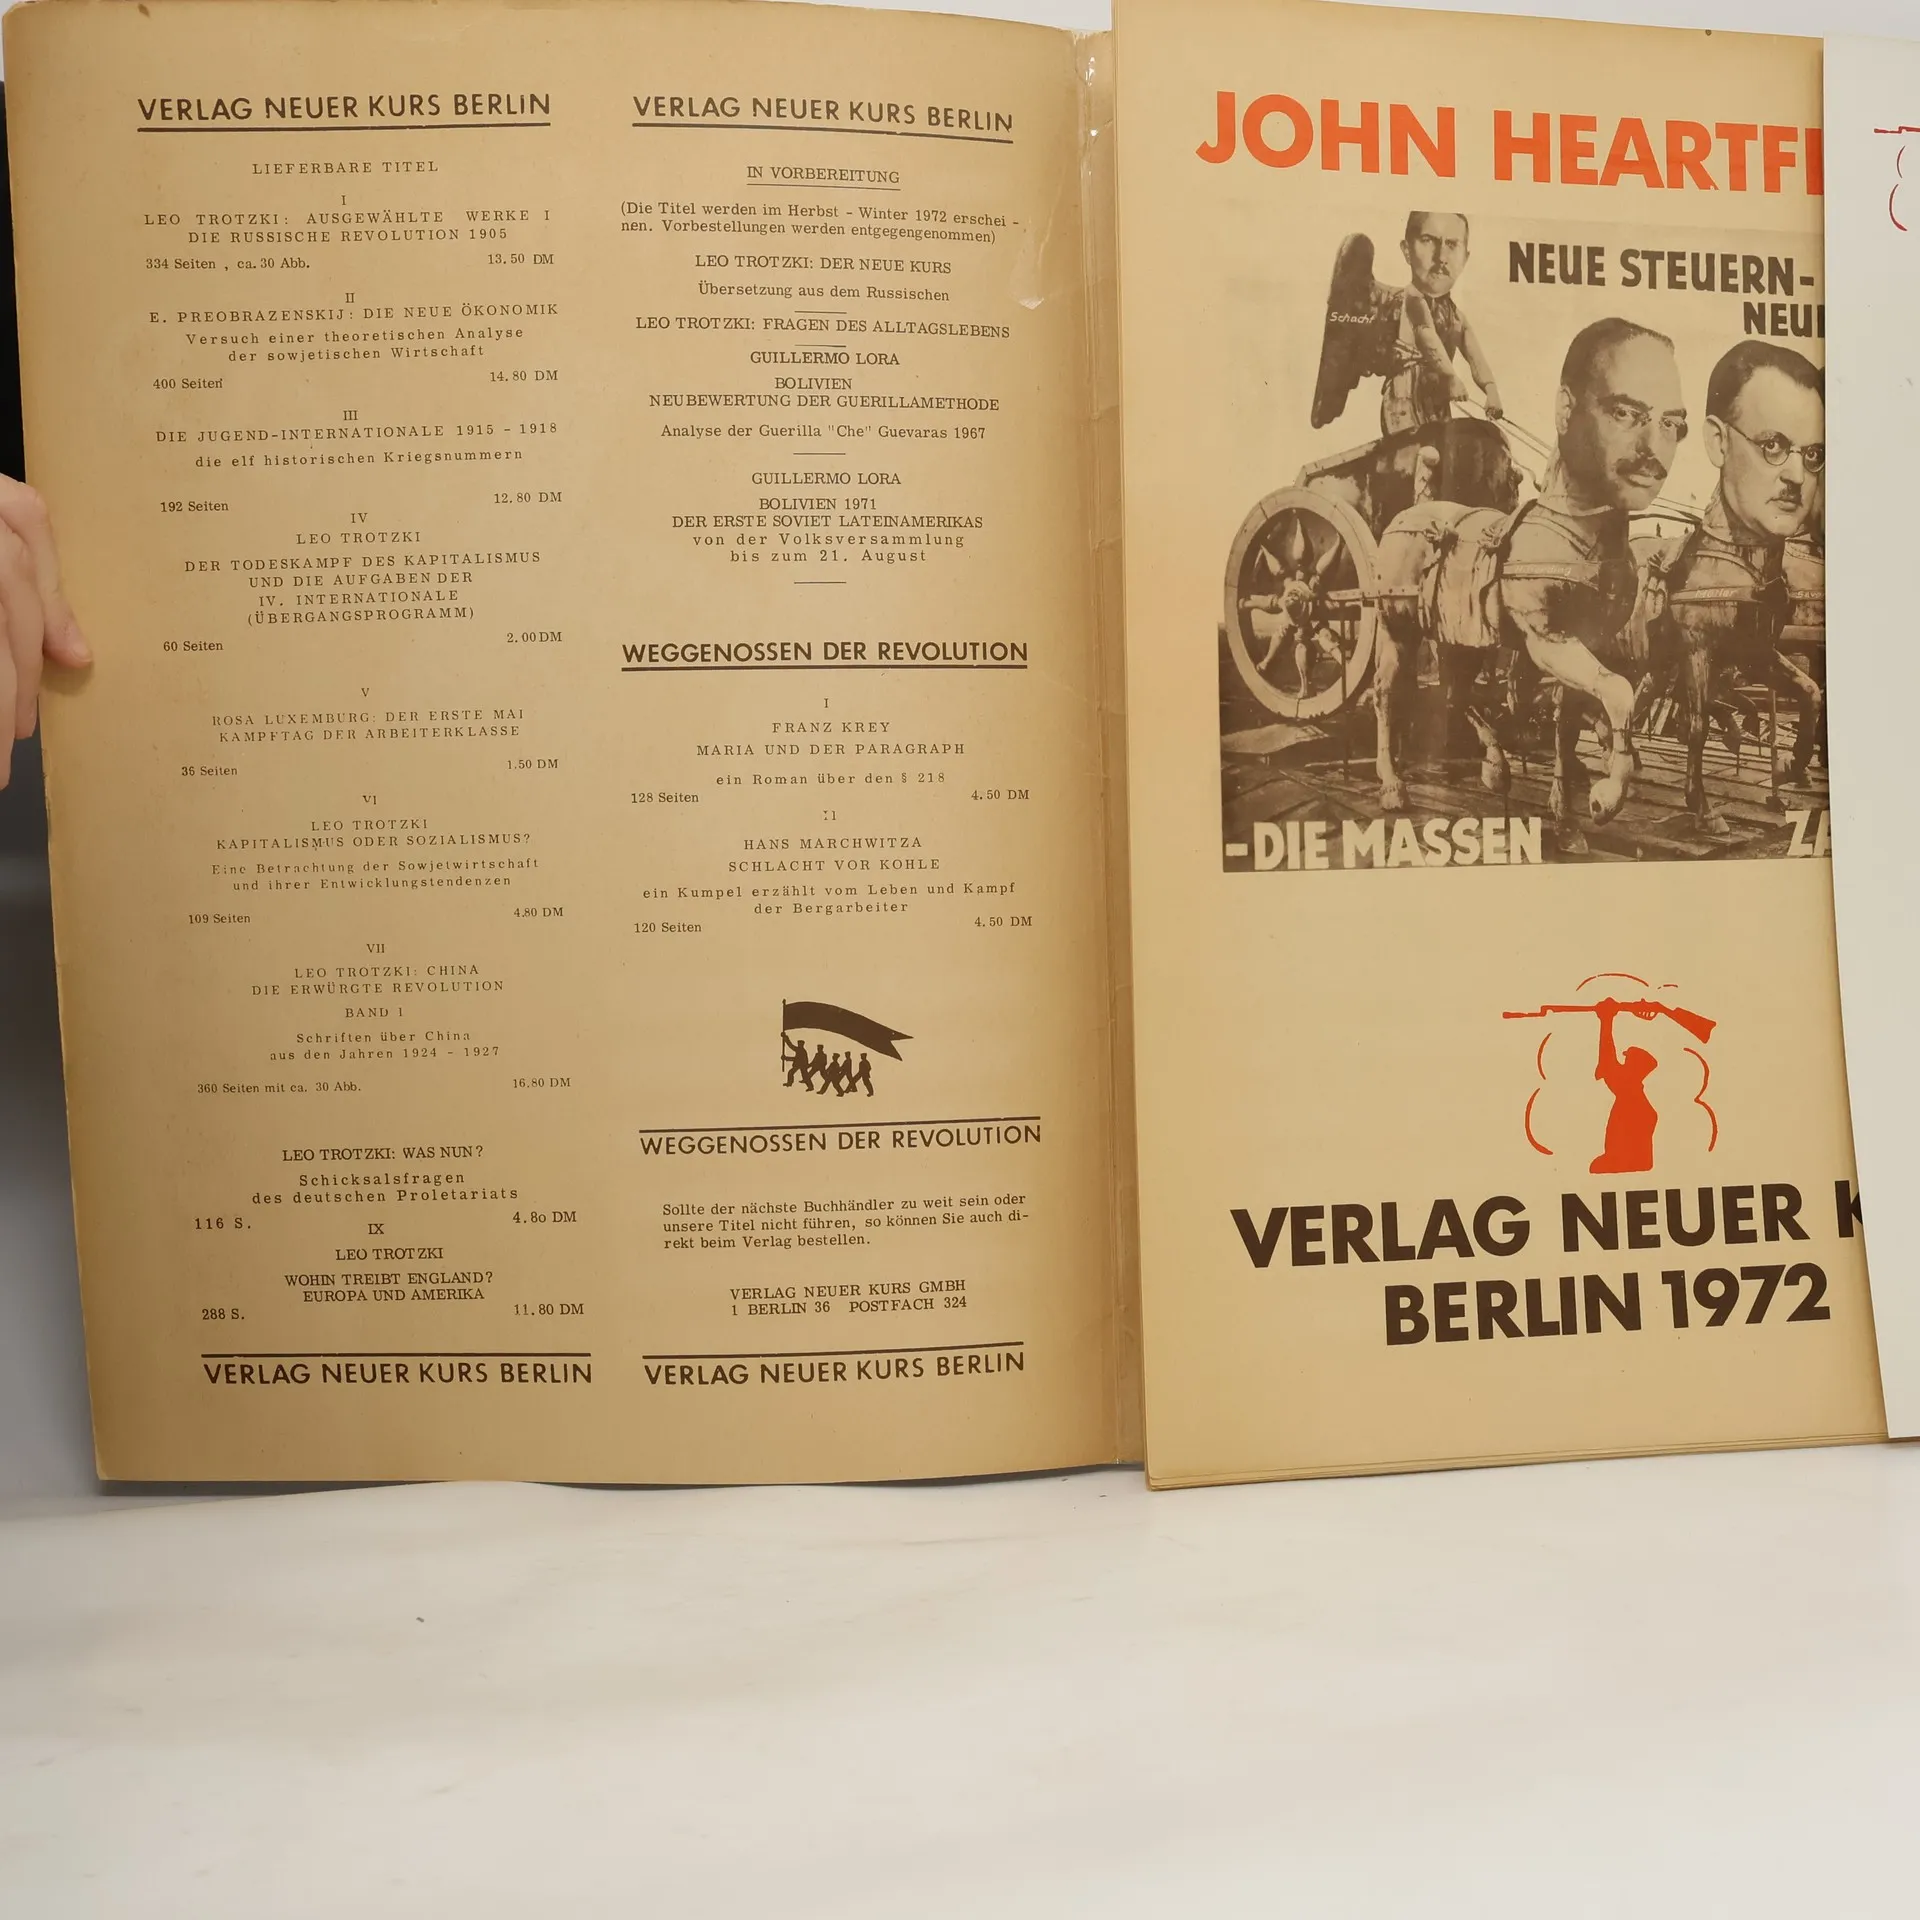 VERLAG NEUER KURS BERLIN
LIEFERBARE TITEL
I
LEO TROTZKI: AUSGEWÄHLTE WERKE I
DIE RUSSISCHE REVOLUTION 1905
334 Seiten , ca. 30 Abb. 13.50 DM
II
E. PREOBRAZENSKIJ: DIE NEUE ÖKONOMIK
Versuch einer theoretischen Analyse
der sowjetischen Wirtschaft
400 Seiten 14.80 DM
III
DIE JUGEND-INTERNATIONALE 1915 - 1918
die elf historischen Kriegsnummern
192 Seiten 12.80 DM
IV
LEO TROTZKI
DER TODESKAMPF DES KAPITALISMUS
UND DIE AUFGABEN DER
IV. INTERNATIONALE
(ÜBERGANGSPROGRAMM)
60 Seiten 2.00 DM
V
ROSA LUXEMBURG: DER ERSTE MAI
KAMPFTAG DER ARBEITERKLASSE
36 Seiten 1.50 DM
VI
LEO TROTZKI
KAPITALISMUS ODER SOZIALISMUS?
Eine Betrachtung der Sowjetwirtschaft
und ihrer Entwicklungstendenzen
109 Seiten 4.80 DM
VII
LEO TROTZKI: CHINA
DIE ERWÜRGTE REVOLUTION
BAND 1
Schriften über China
aus den Jahren 1924 - 1927
360 Seiten mit ca. 30 Abb. 16.80 DM
LEO TROTZKI: WAS NUN?
Schicksalsfragen
des deutschen Proletariats
116 S. 4.80 DM
IX
LEO TROTZKI
WOHIN TREIBT ENGLAND?
EUROPA UND AMERIKA
288 S. 11.80 DM
VERLAG NEUER KURS BERLIN
VERLAG NEUER KURS BERLIN
IN VORBEREITUNG
(Die Titel werden im Herbst - Winter 1972 erschei -
nen. Vorbestellungen werden entgegengenommen)
LEO TROTZKI: DER NEUE KURS
Übersetzung aus dem Russischen
LEO TROTZKI: FRAGEN DES ALLTAGSLEBENS
GUILLERMO LORA
BOLIVIEN
NEUBEWERTUNG DER GUERILLAMETHODE
Analyse der Guerilla "Che" Guevaras 1967
GUILLERMO LORA
BOLIVIEN 1971
DER ERSTE SOVIET LATEINAMERIKAS
von der Volksversammlung
bis zum 21. August
WEGGENOSSEN DER REVOLUTION
I
FRANZ KREY
MARIA UND DER PARAGRAPH
ein Roman über den § 218
128 Seiten 4.50 DM
II
HANS MARCHWITZA
SCHLACHT VOR KOHLE
ein Kumpel erzählt vom Leben und Kampf
der Bergarbeiter
120 Seiten 4.50 DM
WEGGENOSSEN DER REVOLUTION
Sollte der nächste Buchhändler zu weit sein oder
unsere Titel nicht führen, so können Sie auch di-
rekt beim Verlag bestellen.
VERLAG NEUER KURS GMBH
1 BERLIN 36 POSTFACH 324
VERLAG NEUER KURS BERLIN
JOHN HEARTFI
NEUE STEUERN-
NEU
Schacht
Müller
-DIE MASSEN ZA
VERLAG NEUER K
BERLIN 1972